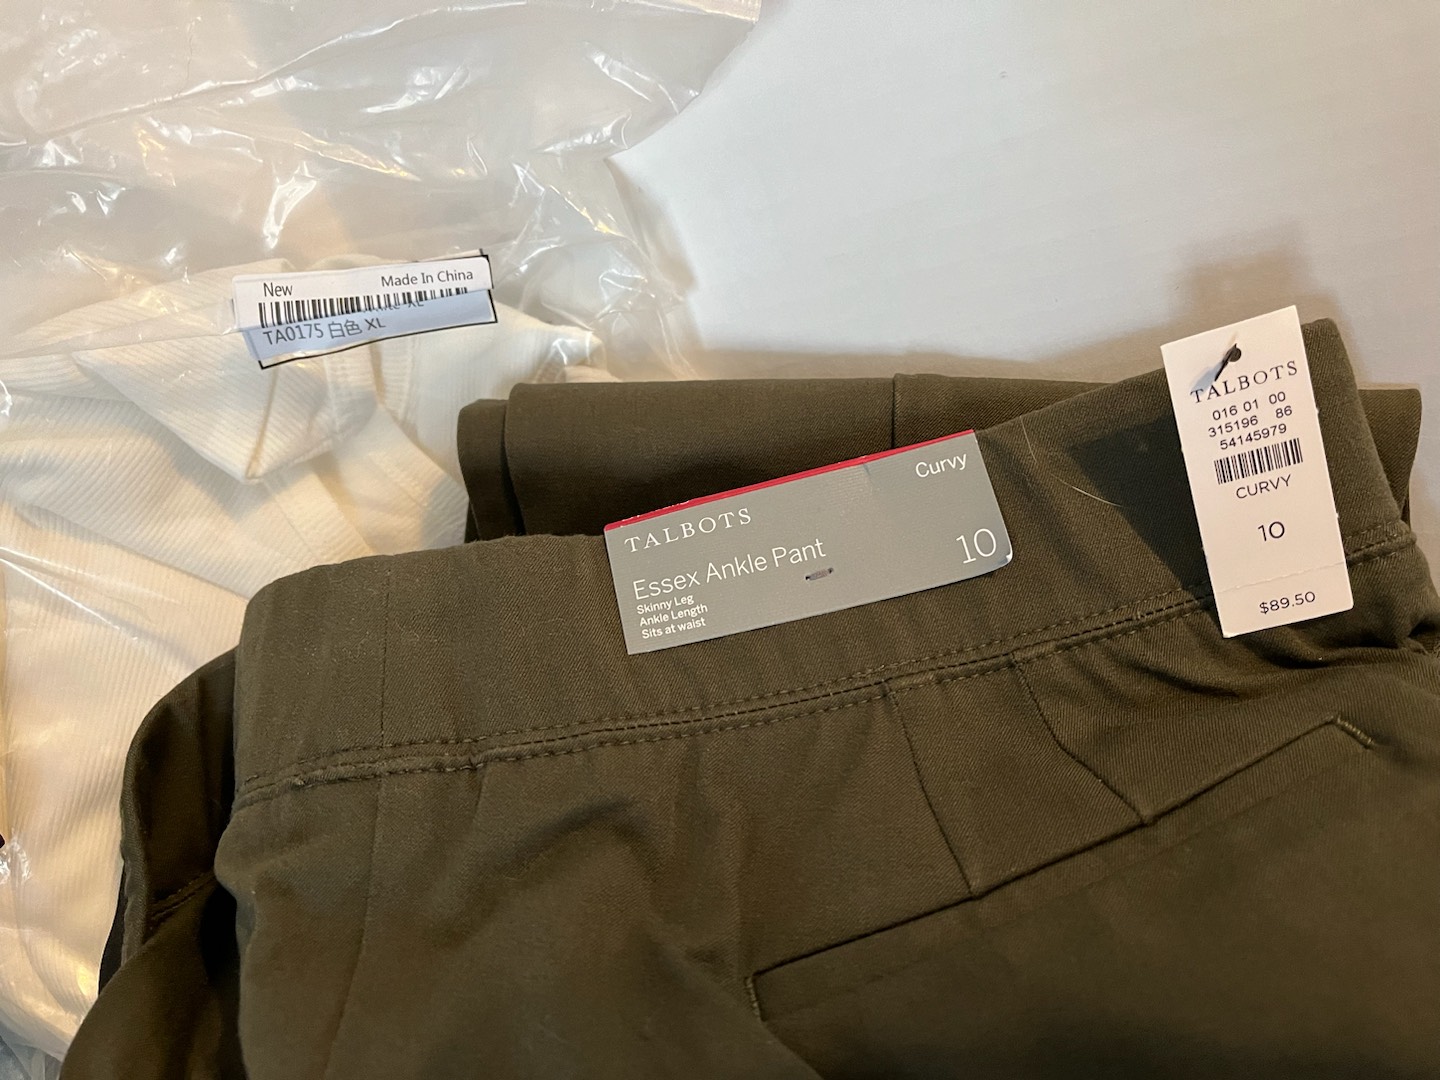 New Made In China
TA0175 白色 XL
TALBOTS
Curvy
Essex Ankle Pant
10
Skinny Leg
Ankle Length
Sits at waist
TALBOTS
016 01 00
315196 86
54145979
CURVY
10
$89.50